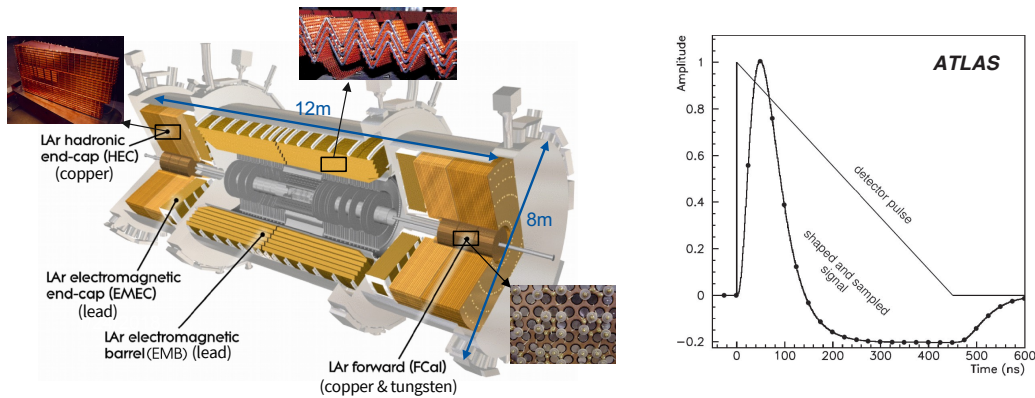 12m
LAr hadronic
end-cap (HEC)
(copper)
8m
LAr electromagnetic
end-cap (EMEC)
(lead)
LAr electromagnetic
barrel(EMB) (lead)
LAr forward (FCal)
(copper & tungsten)
Amplitude
ATLAS
1
0.8
0.6
0.4
0.2
0
−0.2
detector pulse
shaped and sampled
signal
0 100 200 300 400 500 600
Time (ns)